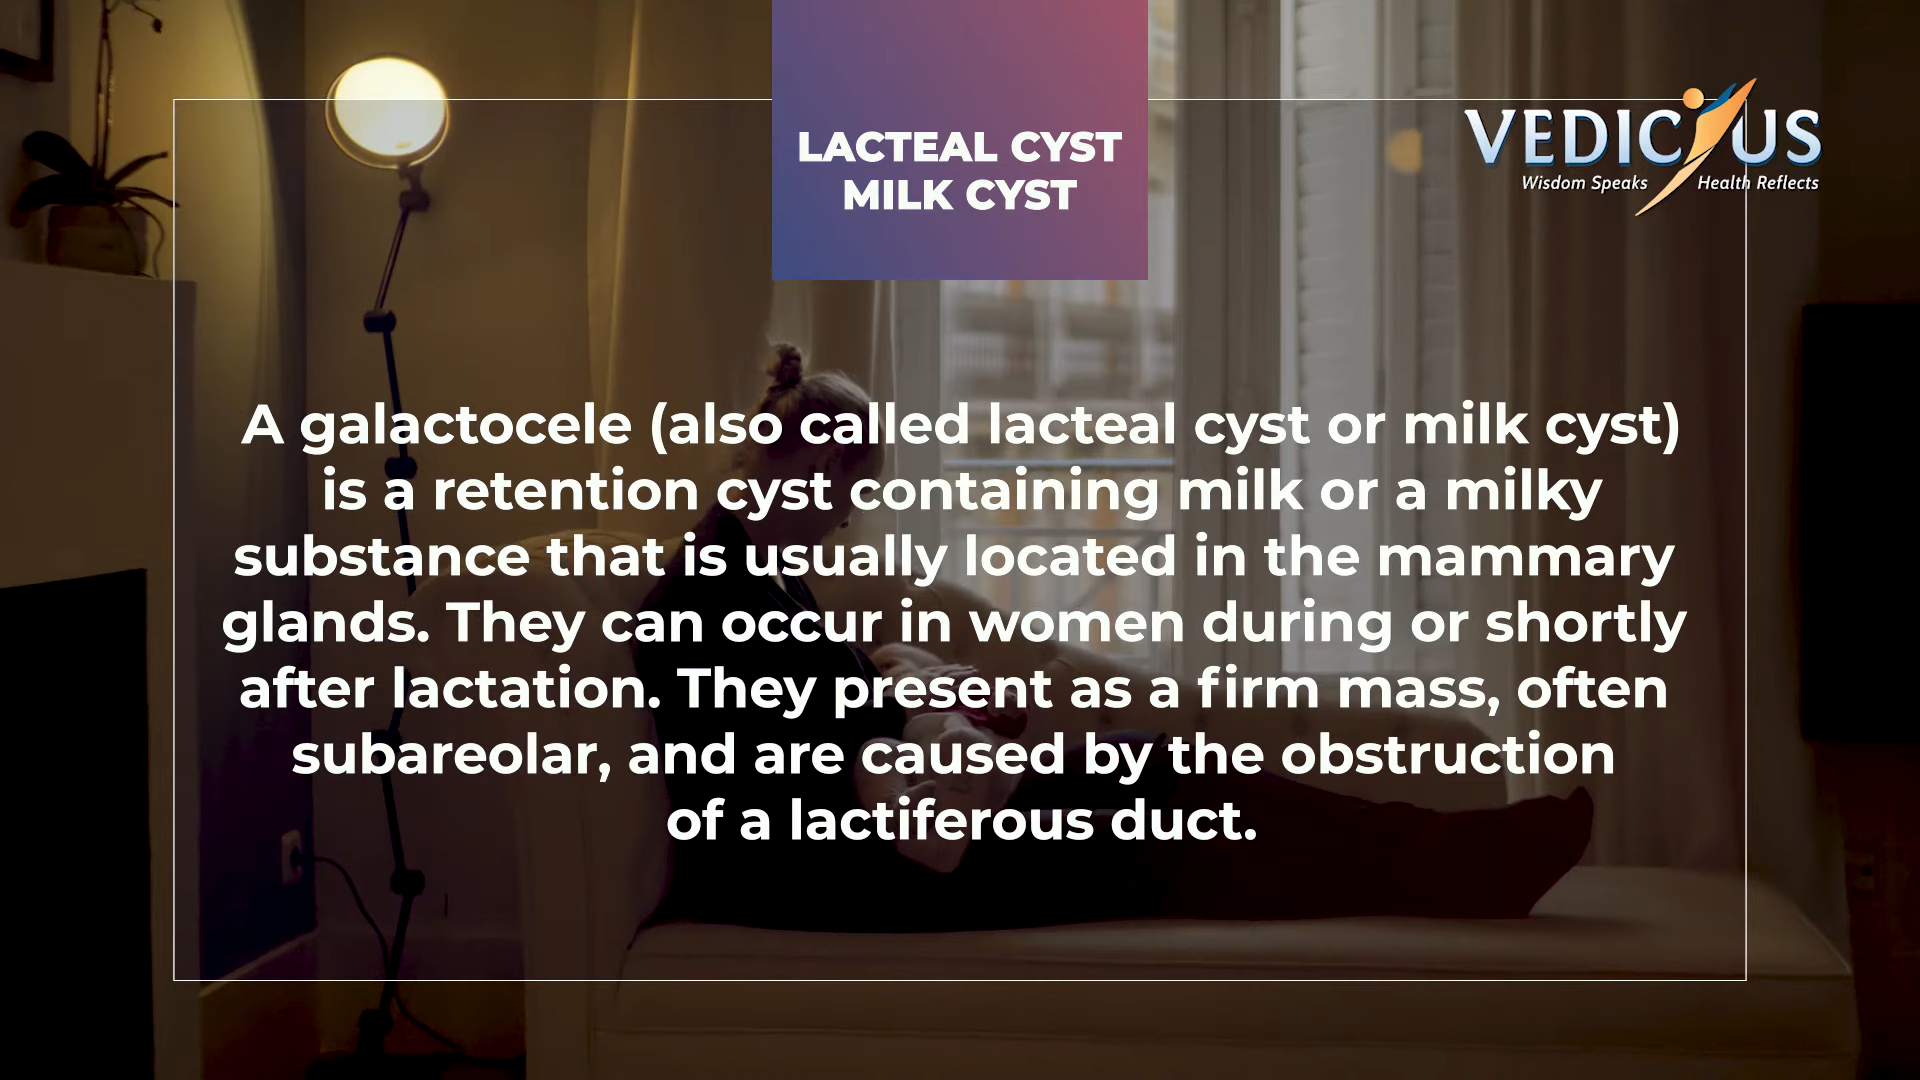 LACTEAL CYST
MILK CYST
VEDICIUS
Wisdom Speaks Health Reflects
A galactocele (also called lacteal cyst or milk cyst)
is a retention cyst containing milk or a milky
substance that is usually located in the mammary
glands. They can occur in women during or shortly
after lactation. They present as a firm mass, often
subareolar, and are caused by the obstruction
of a lactiferous duct.